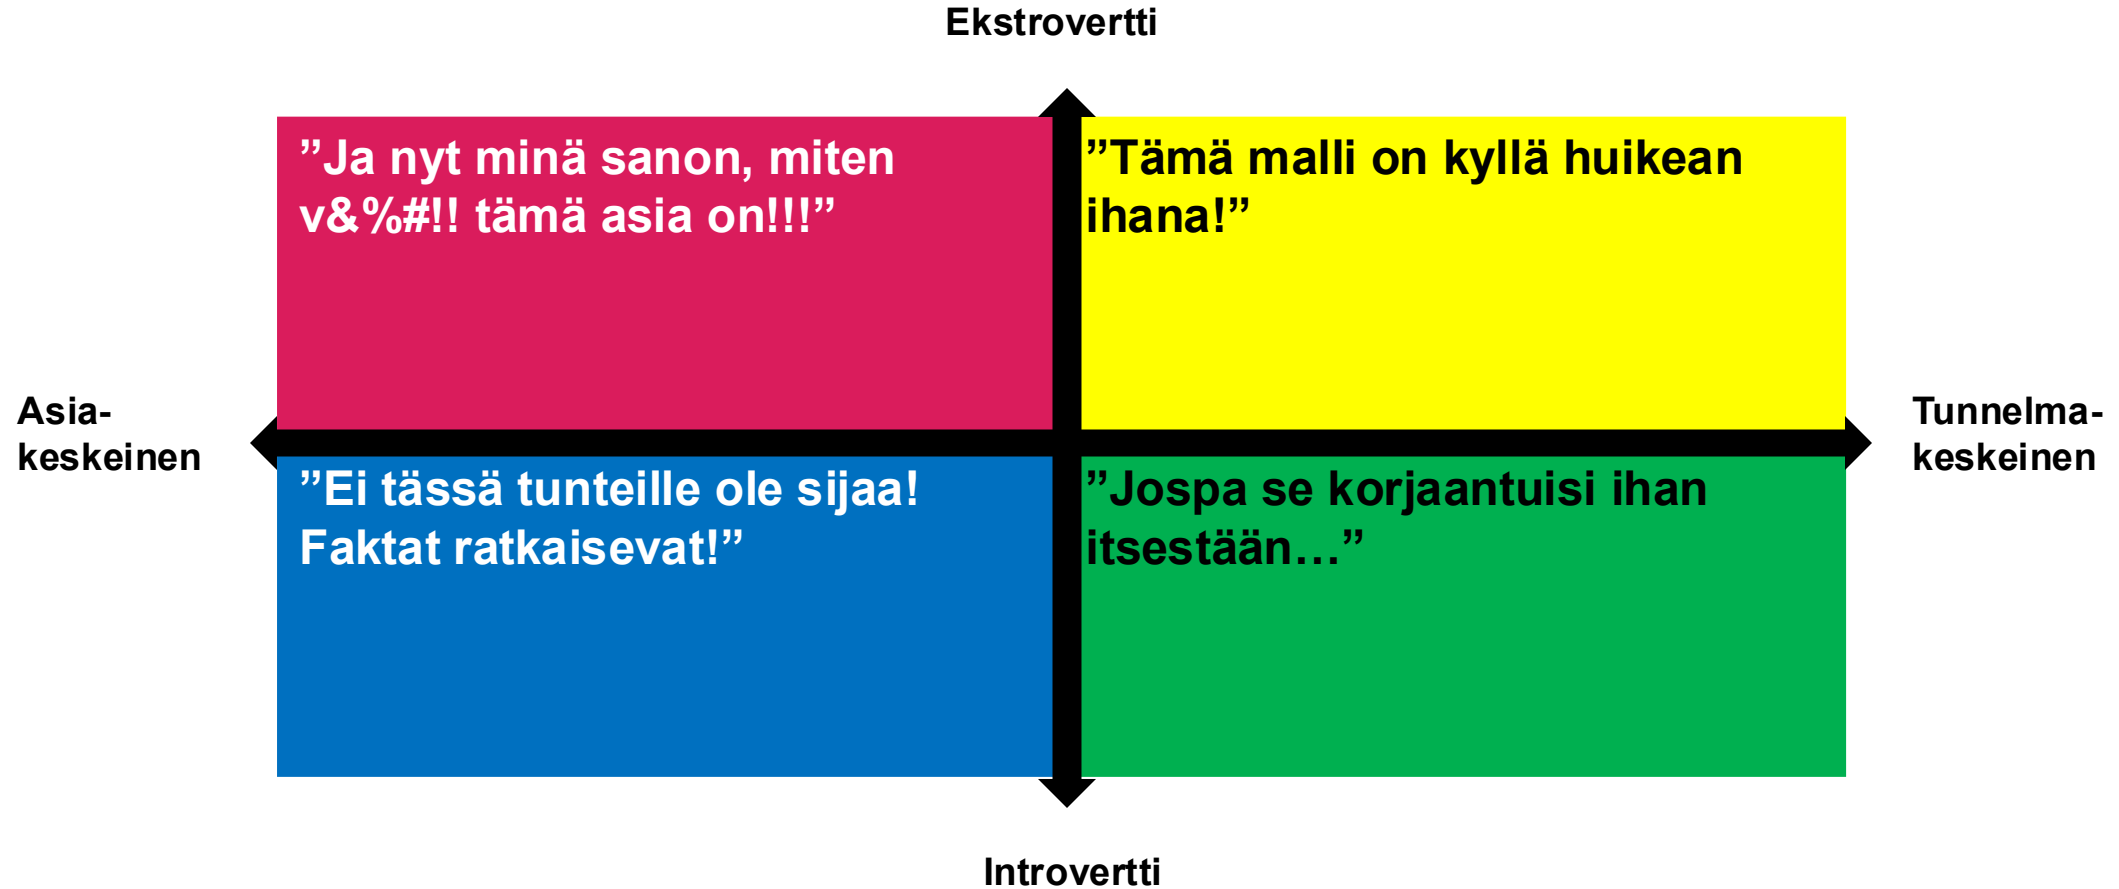 Ekstrovertti
”Ja nyt minä sanon, miten
v&%#!! tämä asia on!!!”
”Tämä malli on kyllä huikean
ihana!”
Asia-
keskeinen
Tunnelma-
keskeinen
”Ei tässä tunteille ole sijaa!
Faktat ratkaisevat!”
”Jospa se korjaantuisi ihan
itsestään…”
Introvertti